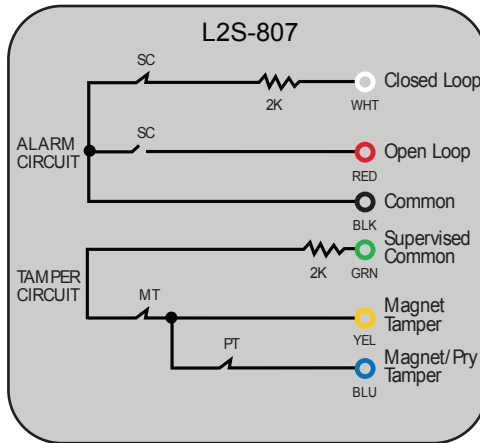 L2S-807
SC
Closed Loop
2K
WHT
SC
ALARM
CIRCUIT
Open Loop
RED
Common
BLK
Supervised
Common
2K
GRN
TAMPER
CIRCUIT
MT
Magnet
Tamper
YEL
PT
Magnet/Pry
Tamper
BLU